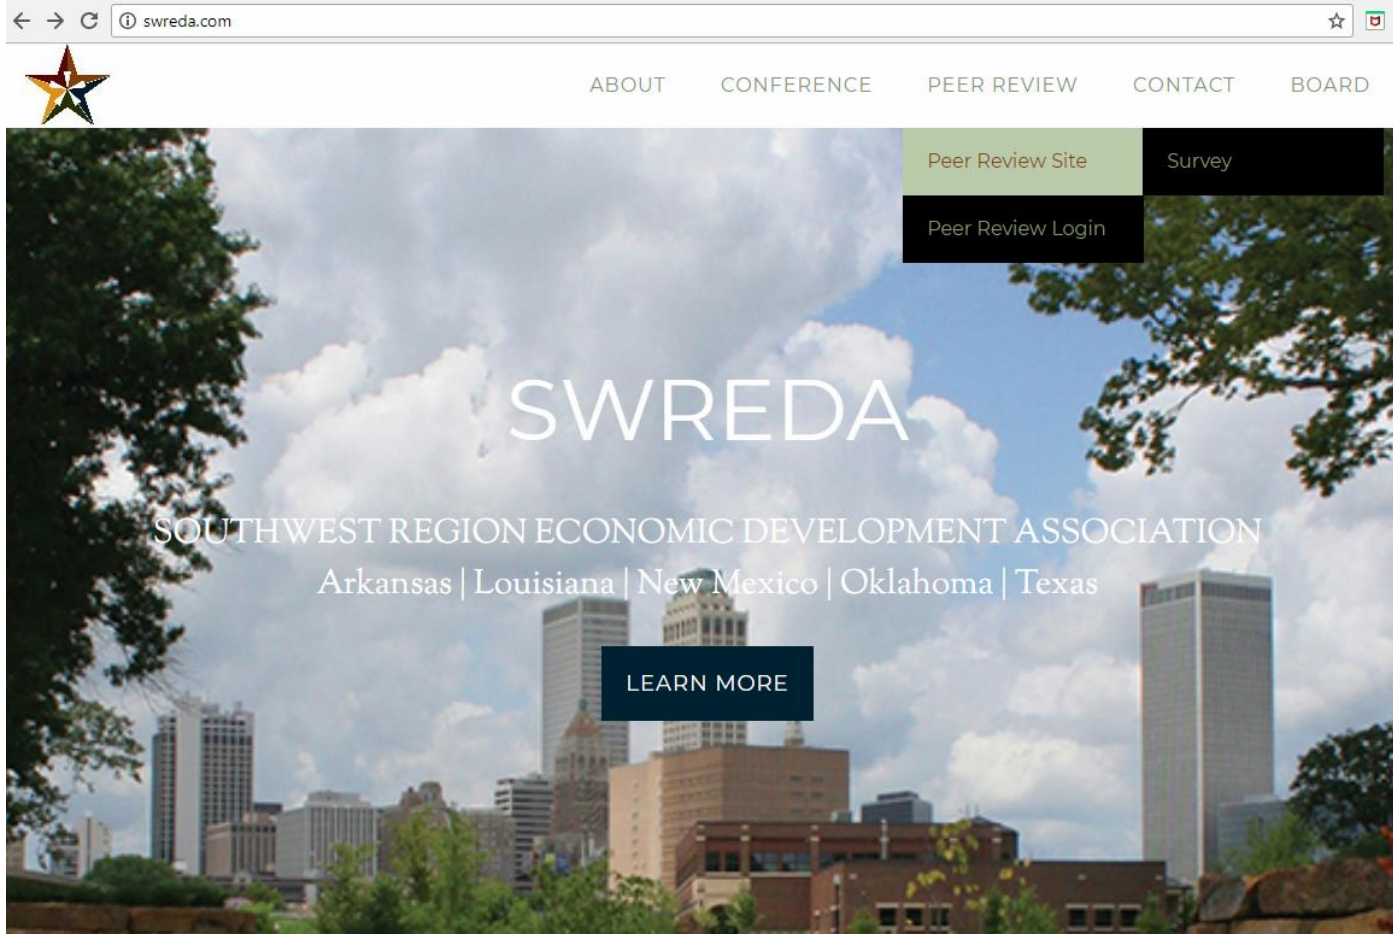 swreda.com
ABOUT CONFERENCE PEER REVIEW CONTACT BOARD
Peer Review Site Survey
Peer Review Login
SWREDA
SOUTHWEST REGION ECONOMIC DEVELOPMENT ASSOCIATION
Arkansas | Louisiana | New Mexico | Oklahoma | Texas
LEARN MORE